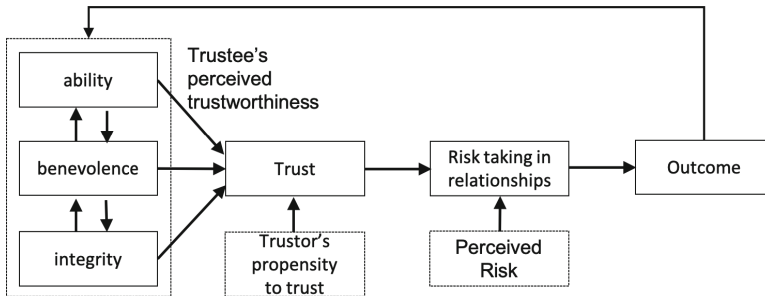 ability
Trustee's
perceived
trustworthiness
benevolence
Trust
Risk taking in
relationships
Outcome
integrity
Trustor's
propensity
to trust
Perceived
Risk